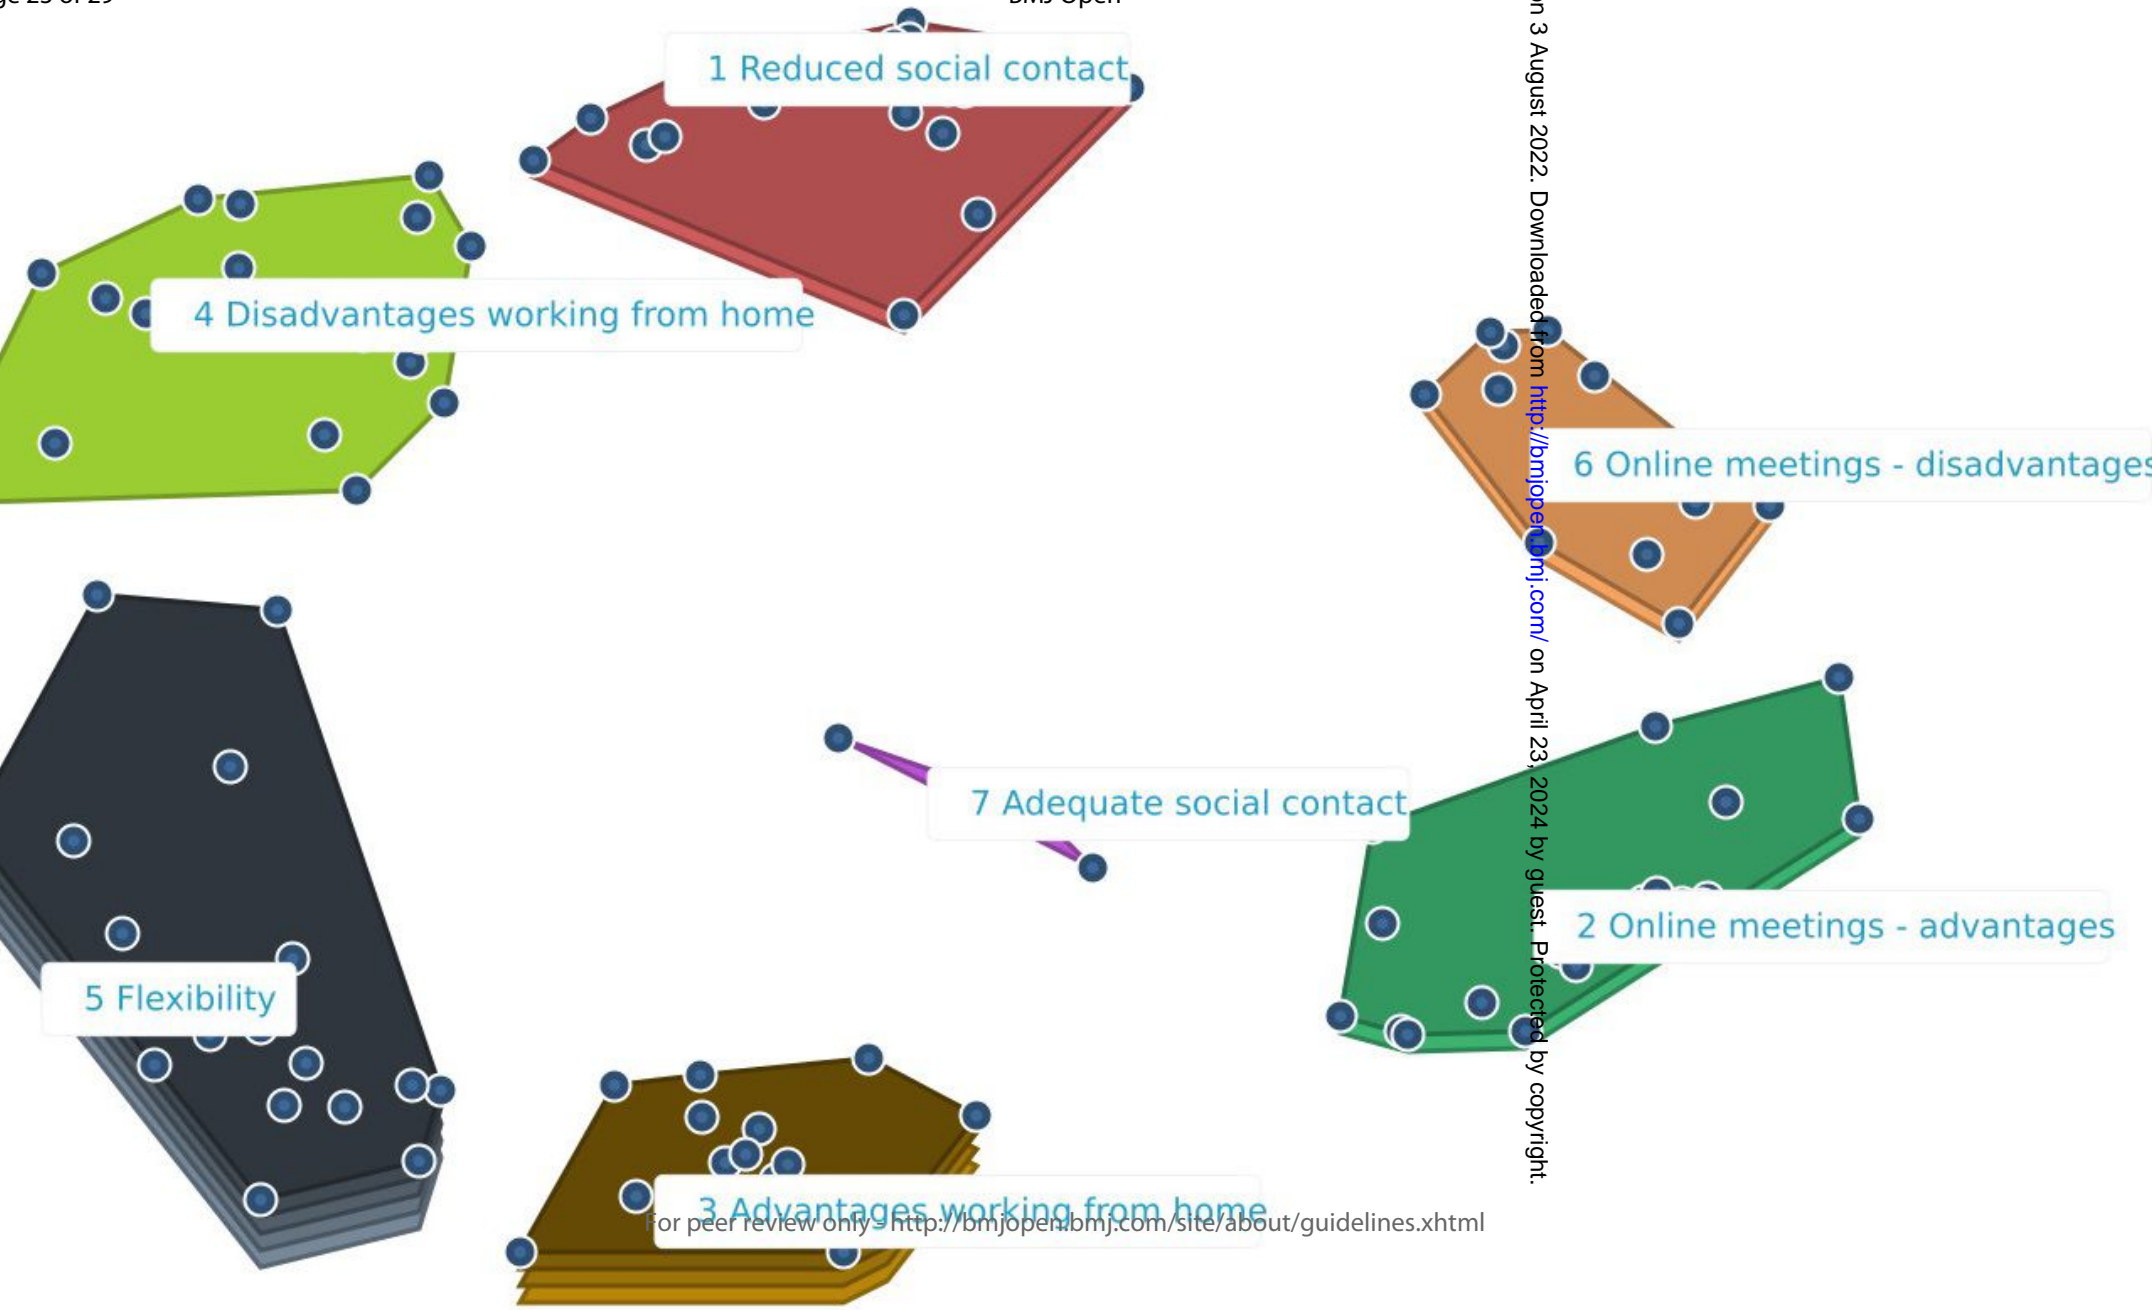 BMJ Open
1 Reduced social contact
4 Disadvantages working from home
6 Online meetings - disadvantages
7 Adequate social contact
2 Online meetings - advantages
5 Flexibility
3 Advantages working from home
For peer review only - http://bmjopen.bmj.com/site/about/guidelines.xhtml
on 3 August 2022. Downloaded from http://bmjopen.bmj.com/ on April 23, 2024 by guest. Protected by copyright.